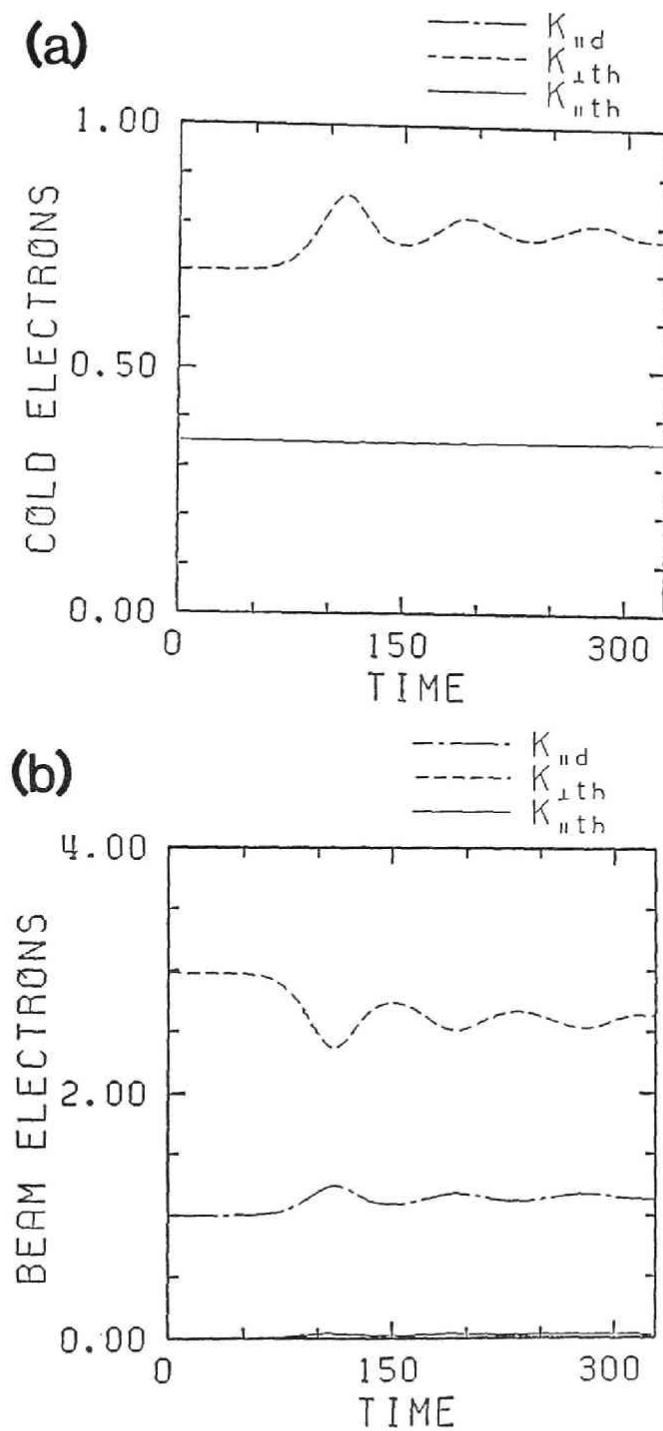 (a)
K∥d
K⊥th
K∥th
1.00
0.50
0.00
COLD ELECTRONS
0 150 300
TIME
(b)
K∥d
K⊥th
K∥th
4.00
2.00
0.00
BEAM ELECTRONS
0 150 300
TIME